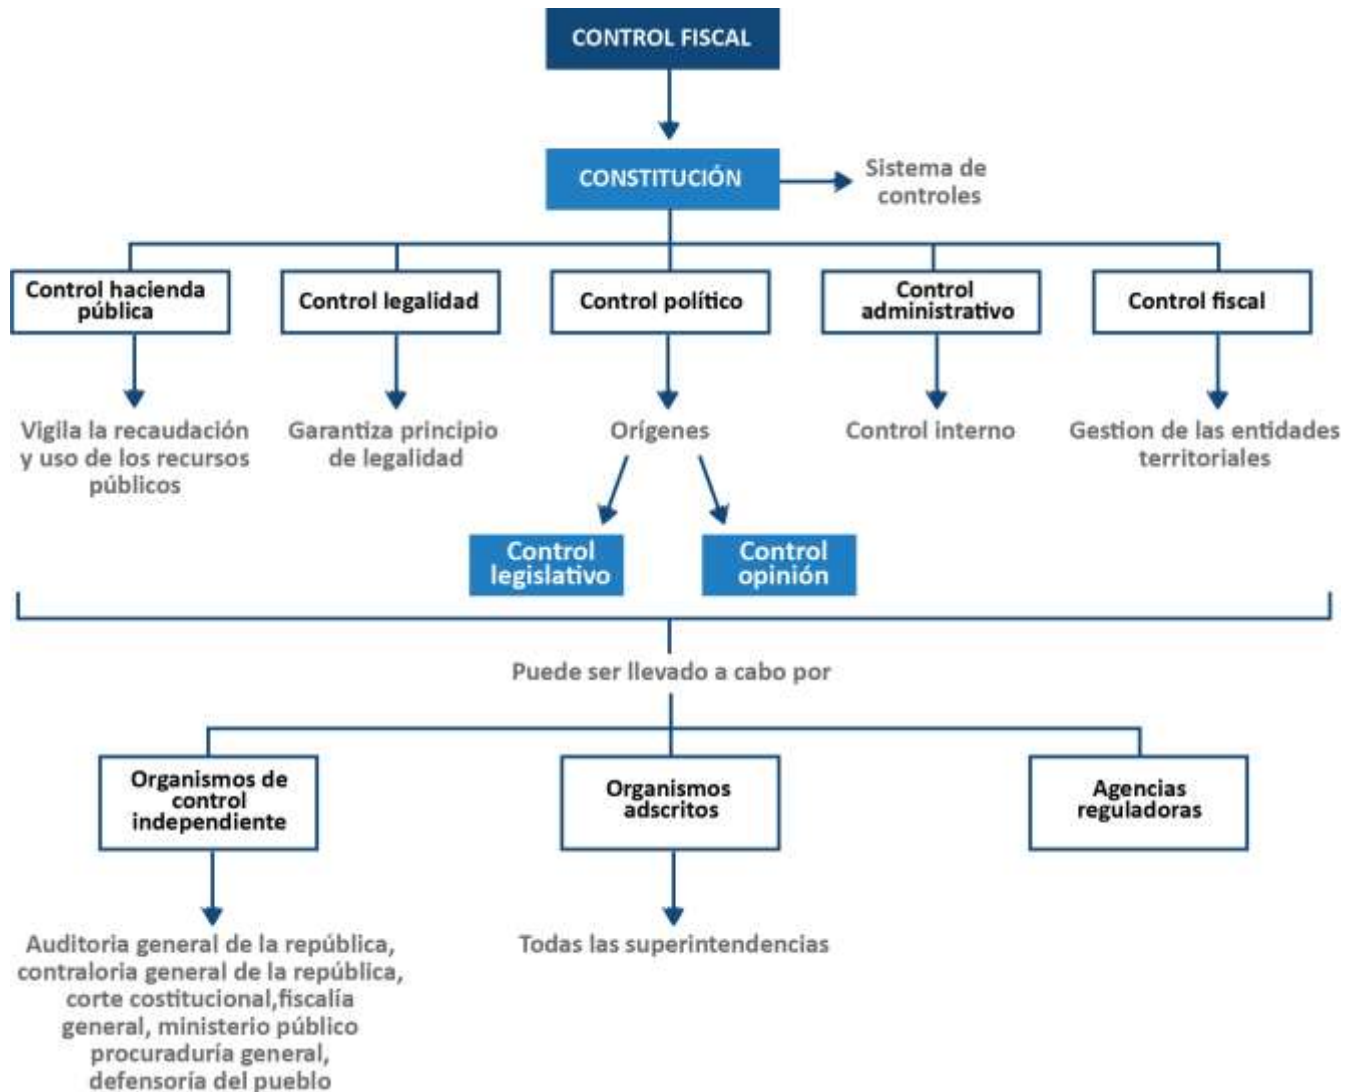 CONTROL FISCAL
CONSTITUCIÓN
Sistema de
controles
Control hacienda
pública
Control legalidad
Control político
Control
administrativo
Control fiscal
Vigila la recaudación
y uso de los recursos
públicos
Garantiza principio
de legalidad
Orígenes
Control interno
Gestion de las entidades
territoriales
Control
legislativo
Control
opinión
Puede ser llevado a cabo por
Organismos de
control
independiente
Organismos
adscritos
Agencias
reguladoras
Auditoria general de la república,
contraloria general de la república,
corte costitucional,fiscalía
general, ministerio público
procuraduría general,
defensoría del pueblo
Todas las superintendencias